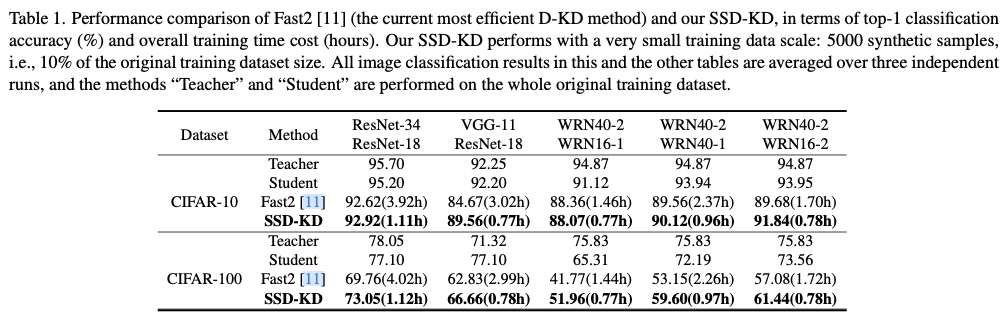 Table 1. Performance comparison of Fast2 [11] (the current most efficient D-KD method) and our SSD-KD, in terms of top-1 classification
accuracy (%) and overall training time cost (hours). Our SSD-KD performs with a very small training data scale: 5000 synthetic samples,
i.e., 10% of the original training dataset size. All image classification results in this and the other tables are averaged over three independent
runs, and the methods “Teacher” and “Student” are performed on the whole original training dataset.
Dataset Method ResNet-34 VGG-11 WRN40-2 WRN40-2 WRN40-2
ResNet-18 ResNet-18 WRN16-1 WRN40-1 WRN16-2
Teacher 95.70 92.25 94.87 94.87 94.87
Student 95.20 92.20 91.12 93.94 93.95
CIFAR-10 Fast2 [11] 92.62(3.92h) 84.67(3.02h) 88.36(1.46h) 89.56(2.37h) 89.68(1.70h)
SSD-KD 92.92(1.11h) 89.56(0.77h) 88.07(0.77h) 90.12(0.96h) 91.84(0.78h)
Teacher 78.05 71.32 75.83 75.83 75.83
Student 77.10 77.10 65.31 72.19 73.56
CIFAR-100 Fast2 [11] 69.76(4.02h) 62.83(2.99h) 41.77(1.44h) 53.15(2.26h) 57.08(1.72h)
SSD-KD 73.05(1.12h) 66.66(0.78h) 51.96(0.77h) 59.60(0.97h) 61.44(0.78h)